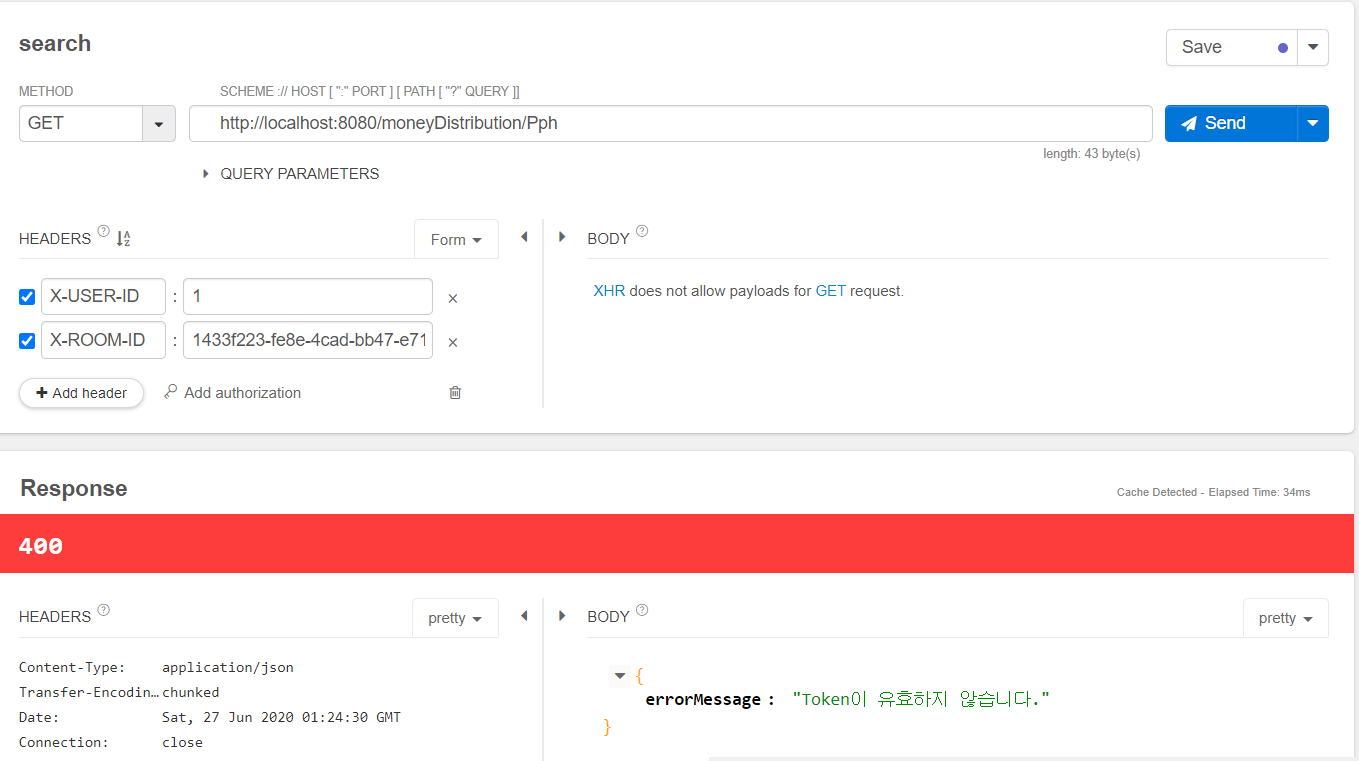 search
Save
METHOD
SCHEME :// HOST [ ":" PORT ] [ PATH [ "?" QUERY ]]
GET
http://localhost:8080/moneyDistribution/Pph
Send
length: 43 byte(s)
QUERY PARAMETERS
HEADERS ? Form
BODY ?
X-USER-ID : 1 ×
XHR does not allow payloads for GET request.
X-ROOM-ID : 1433f223-fe8e-4cad-bb47-e71 ×
+ Add header Add authorization
Response
Cache Detected - Elapsed Time: 34ms
400
HEADERS ? pretty
BODY ? pretty
Content-Type: application/json
Transfer-Encodin… chunked
Date: Sat, 27 Jun 2020 01:24:30 GMT
Connection: close
{
errorMessage : "Token이 유효하지 않습니다."
}